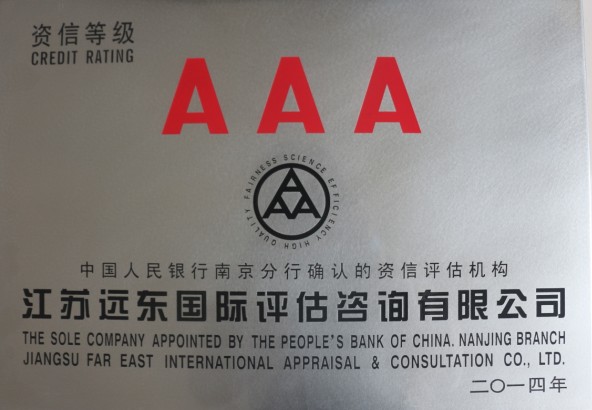 资信等级
CREDIT RATING
AAA
FAIRNESS SCIENCE EFFICIENCY HIGH QUALITY
AAA
中国人民银行南京分行确认的资信评估机构
江苏远东国际评估咨询有限公司
THE SOLE COMPANY APPOINTED BY THE PEOPLE'S BANK OF CHINA. NANJING BRANCH
JIANGSU FAR EAST INTERNATIONAL APPRAISAL & CONSULTATION CO., LTD.
二〇一四年